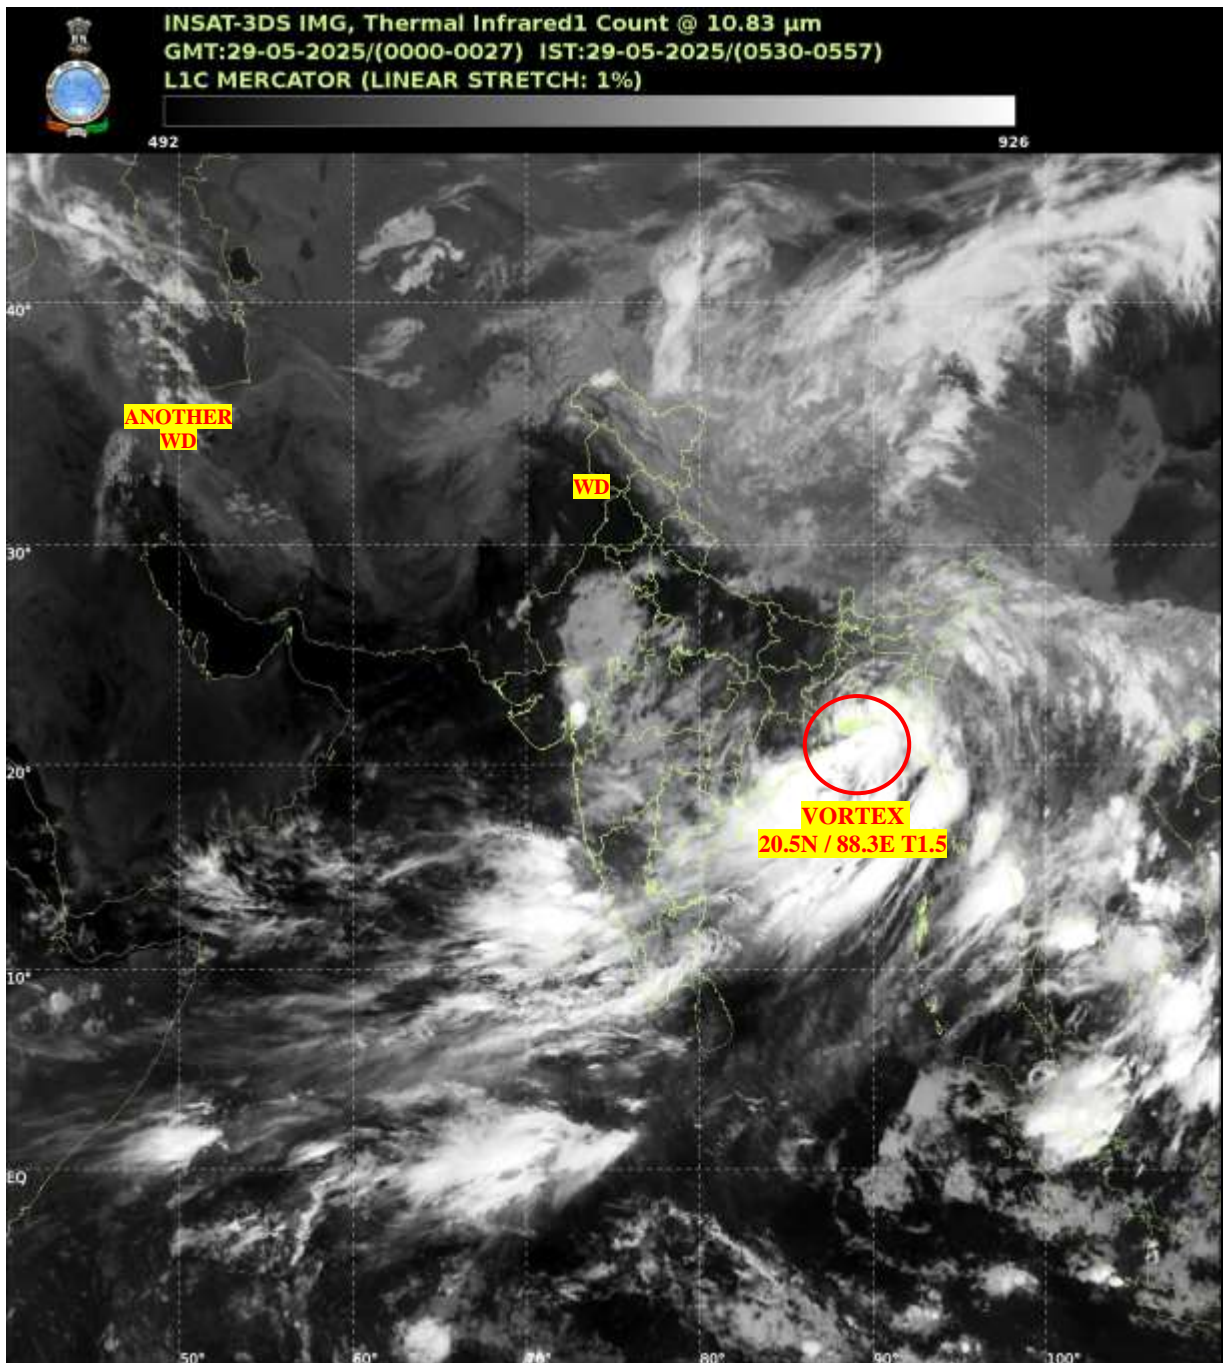 INSAT-3DS IMG, Thermal Infrared1 Count @ 10.83 μm
GMT:29-05-2025/(0000-0027) IST:29-05-2025/(0530-0557)
L1C MERCATOR (LINEAR STRETCH: 1%)
492 926
40°
ANOTHER
WD
WD
30°
20°
VORTEX
20.5N / 88.3E T1.5
10°
EQ
50° 60° 70° 80° 90° 100°